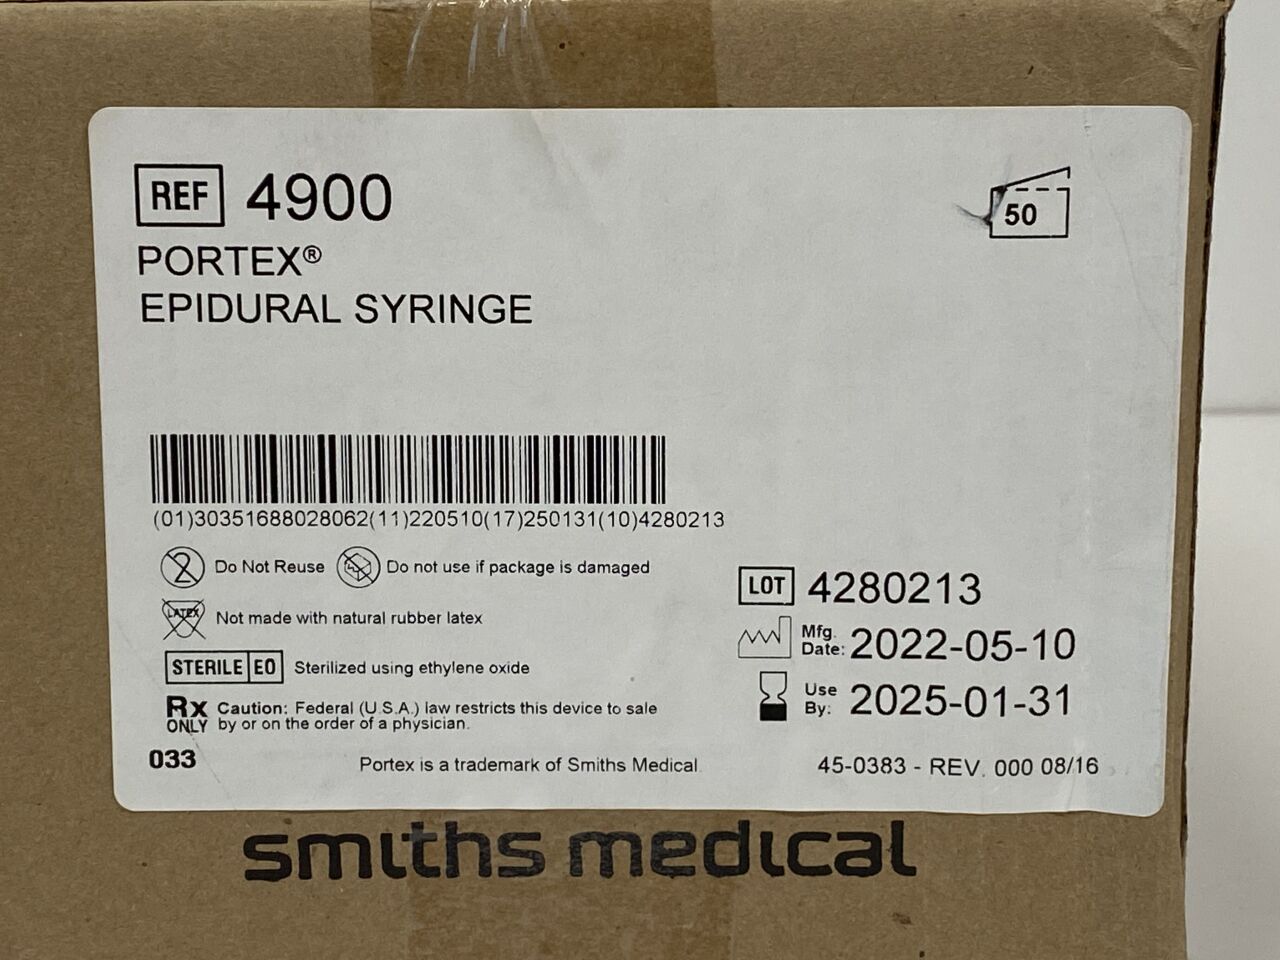 REF 4900
50
PORTEX®
EPIDURAL SYRINGE
(01)30351688028062(11)220510(17)250131(10)4280213
2 Do Not Reuse Do not use if package is damaged
LATEX Not made with natural rubber latex
STERILE EO Sterilized using ethylene oxide
Rx ONLY Caution: Federal (U.S.A.) law restricts this device to sale
by or on the order of a physician.
LOT 4280213
Mfg. Date: 2022-05-10
Use By: 2025-01-31
033 Portex is a trademark of Smiths Medical. 45-0383 - REV. 000 08/16
smiths medical